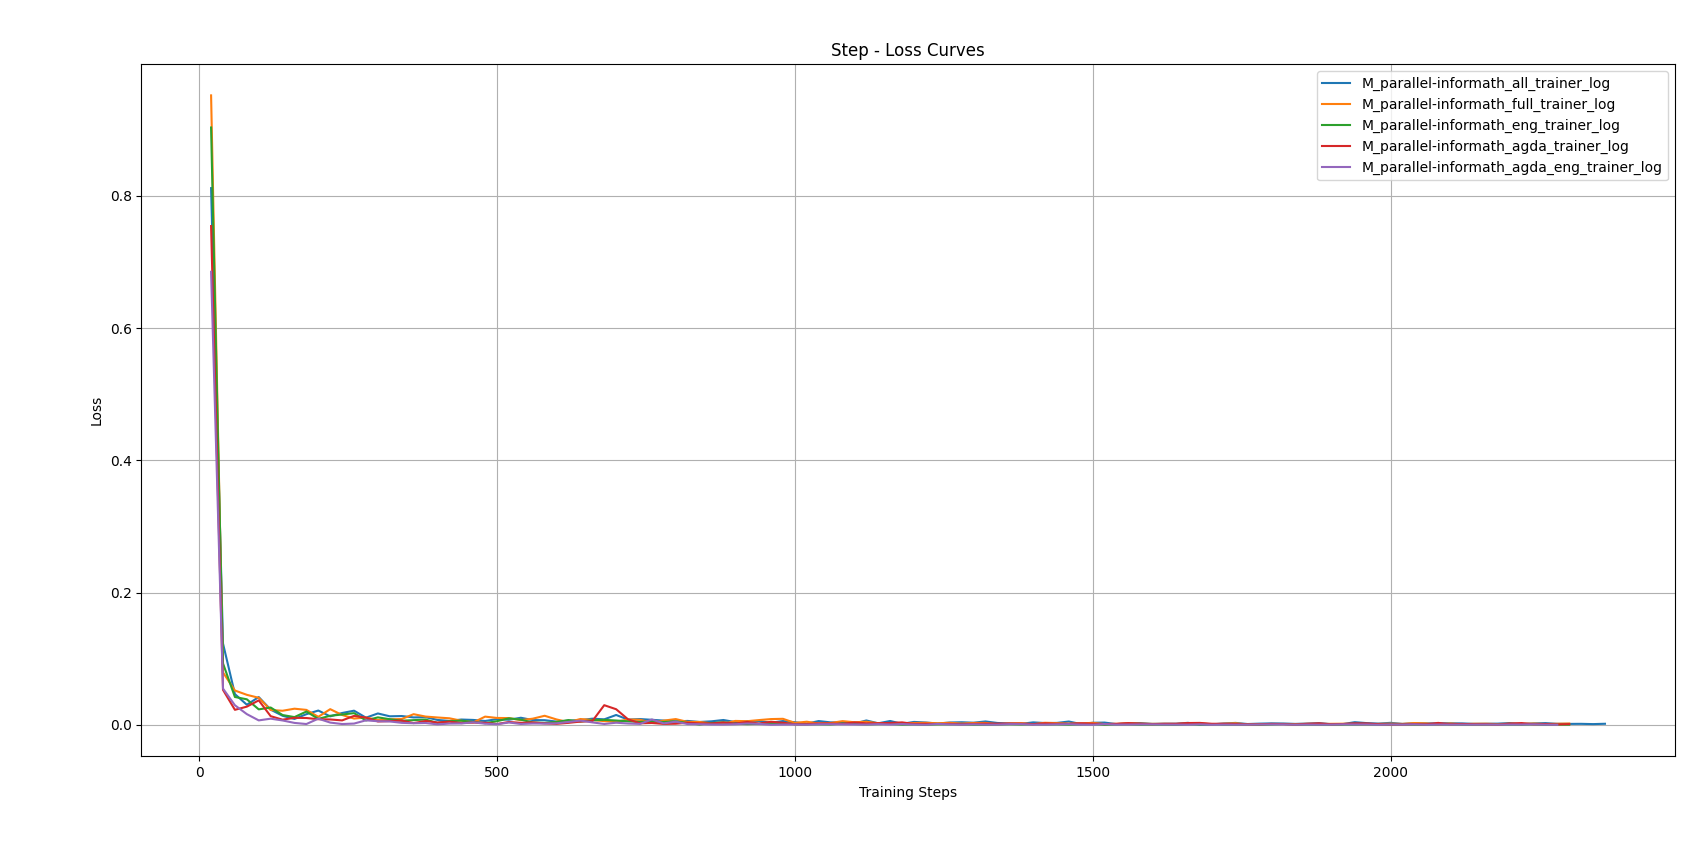 Step - Loss Curves
M_parallel-informath_all_trainer_log
M_parallel-informath_full_trainer_log
M_parallel-informath_eng_trainer_log
M_parallel-informath_agda_trainer_log
M_parallel-informath_agda_eng_trainer_log
0.8
0.6
0.4
0.2
0.0
Loss
0
500
1000
1500
2000
Training Steps